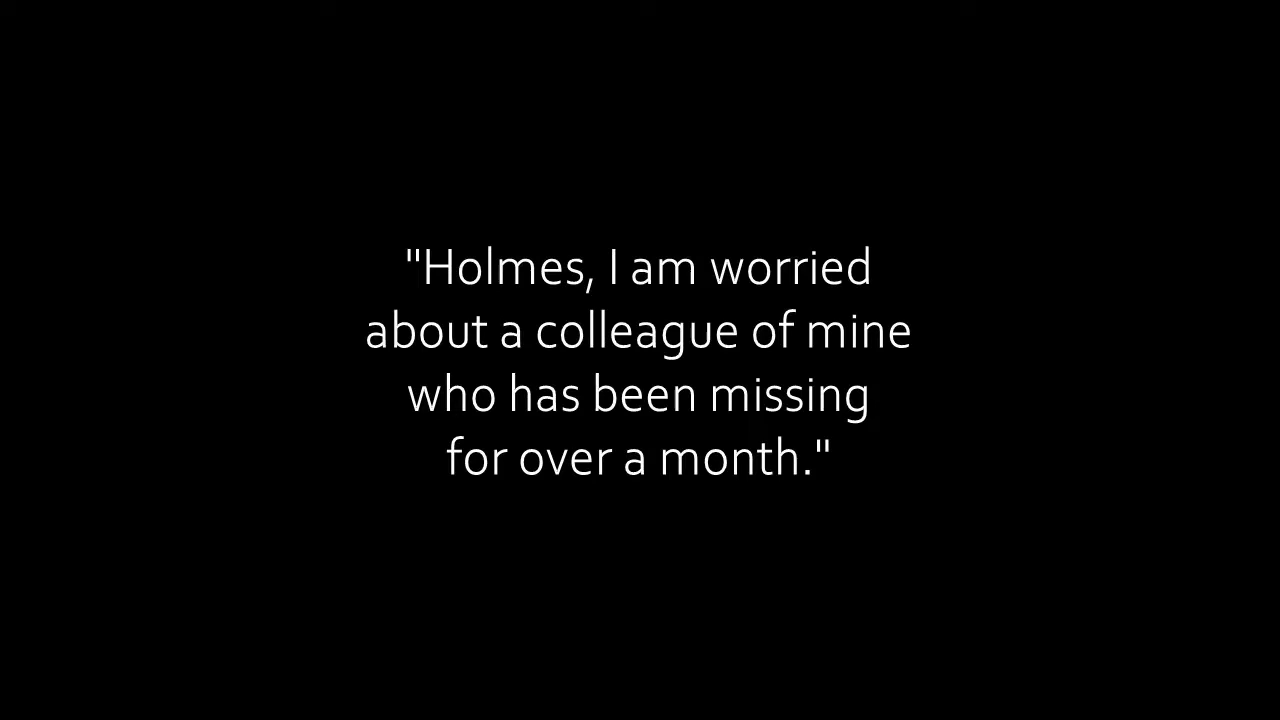 "Holmes, I am worried
about a colleague of mine
who has been missing
for over a month."